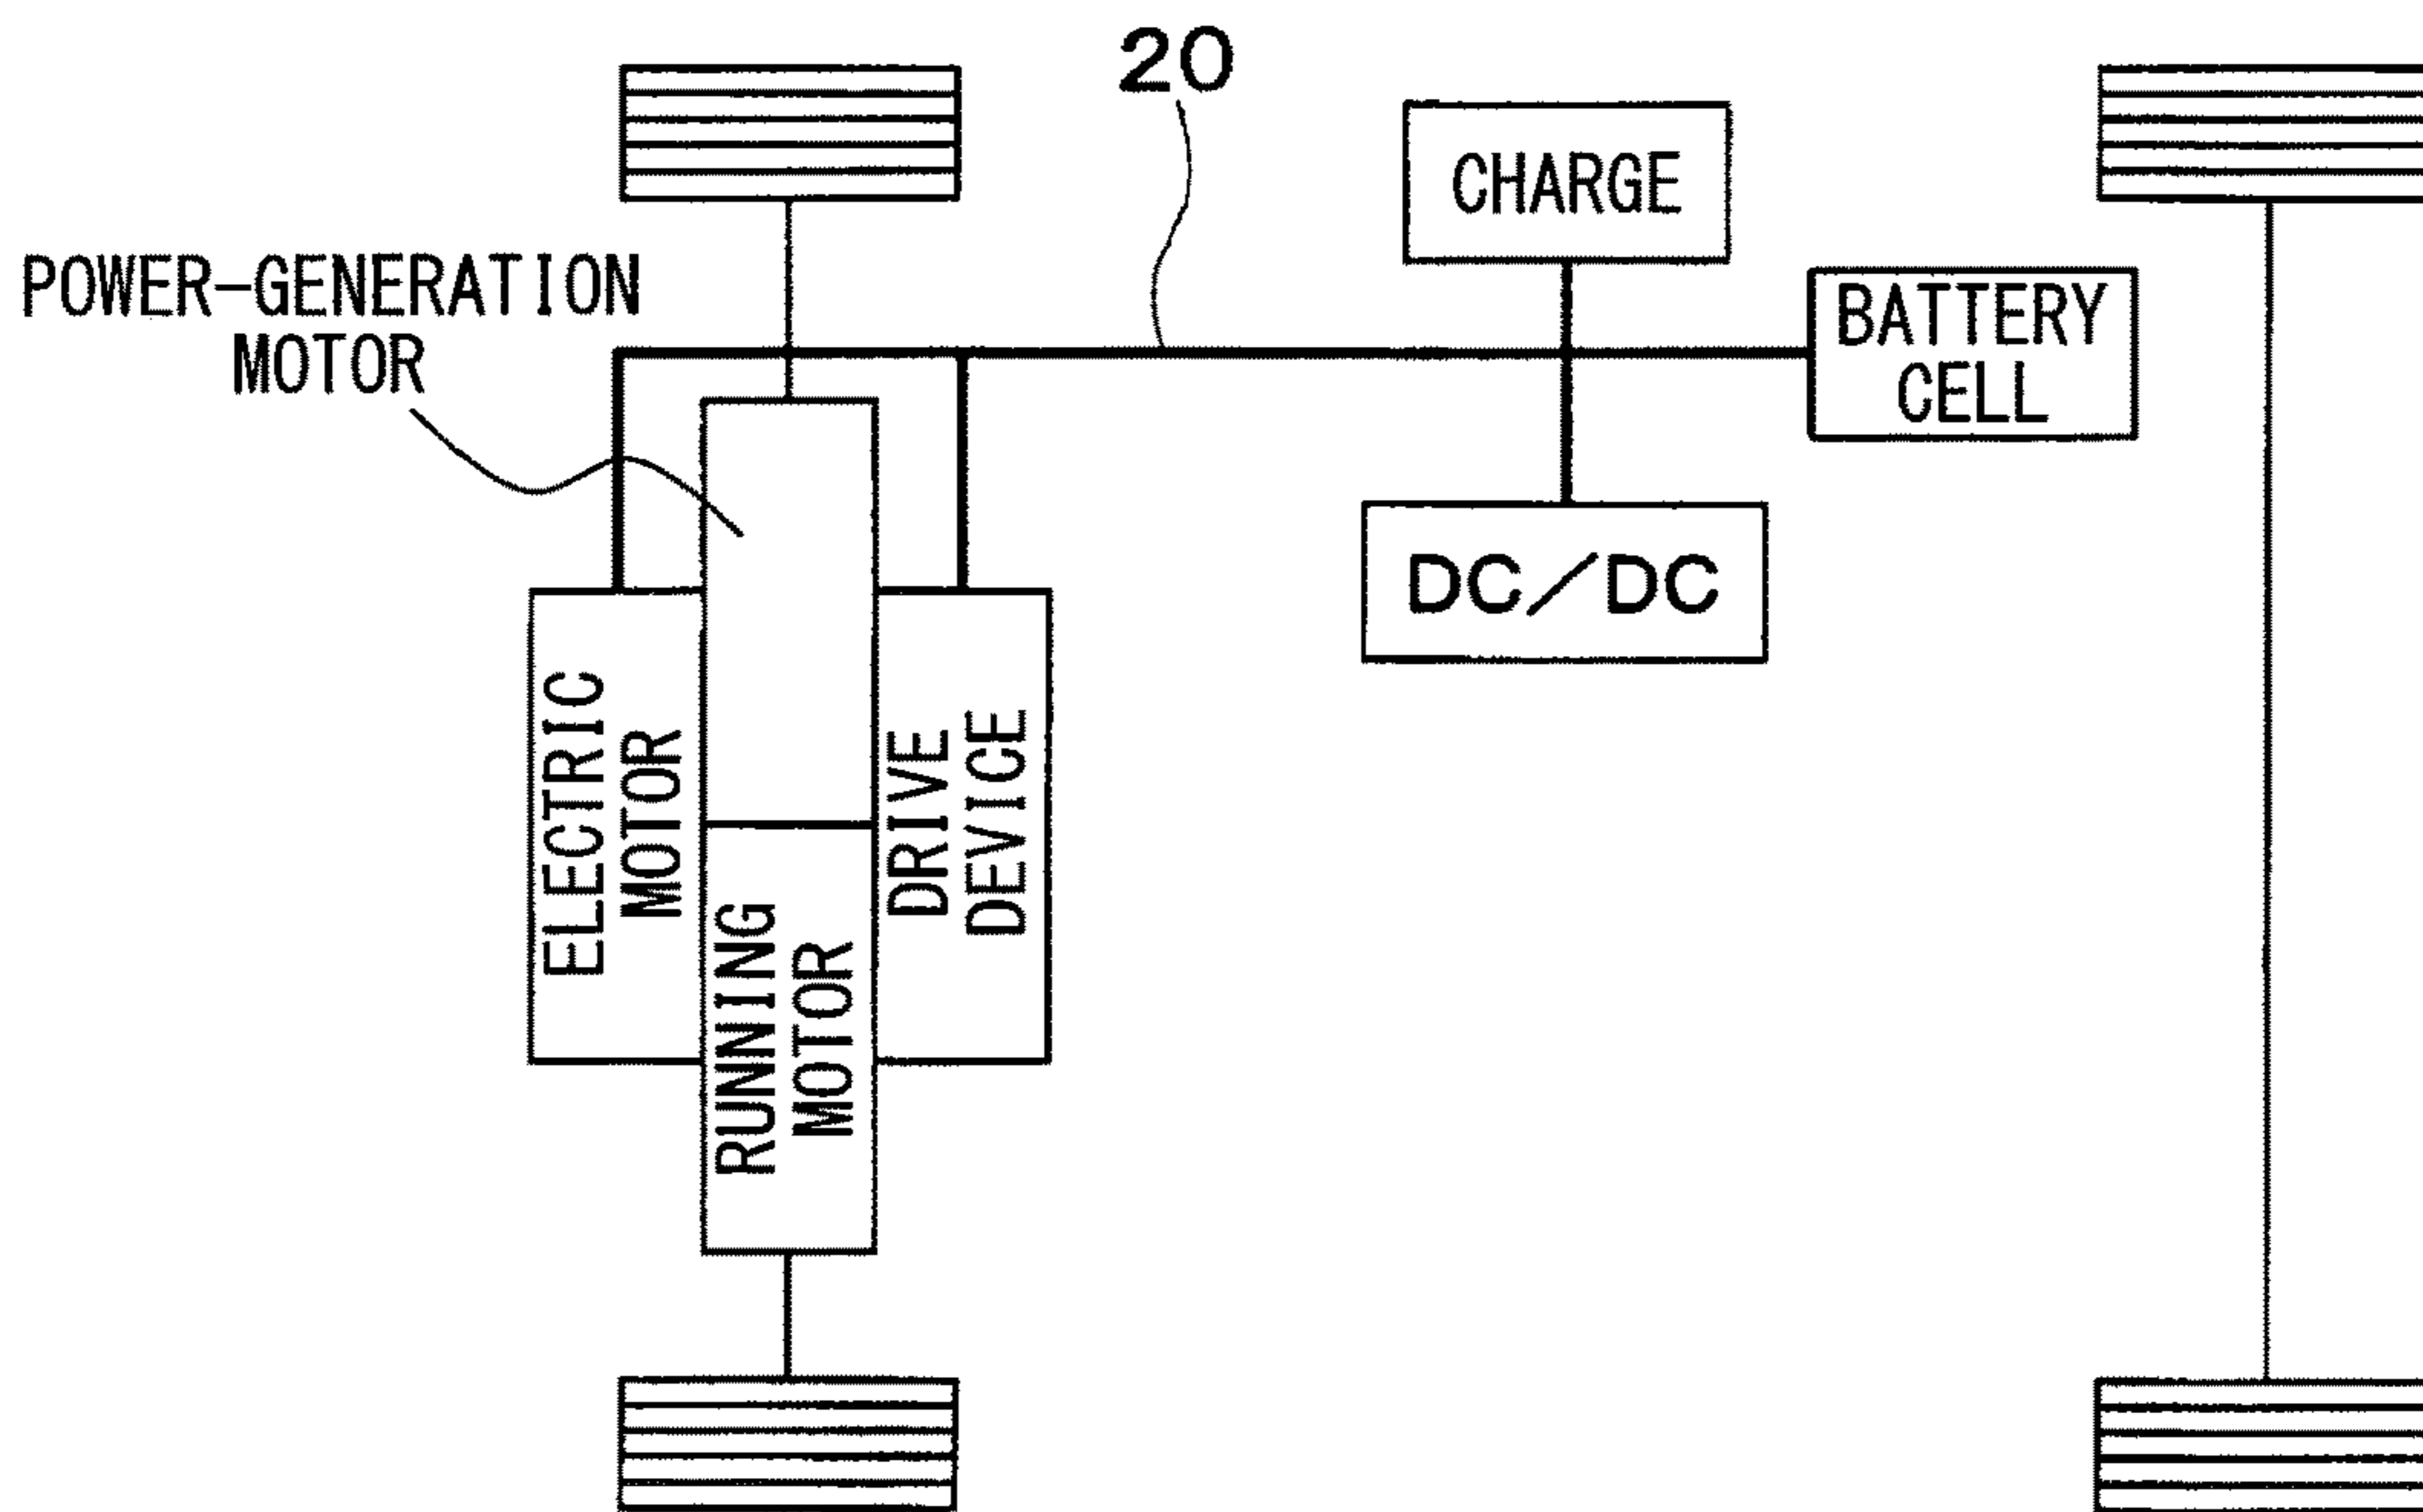 20
CHARGE
POWER-GENERATION
MOTOR
BATTERY
CELL
DC/DC
ELECTRIC
MOTOR
RUNNING
MOTOR
DRIVE
DEVICE